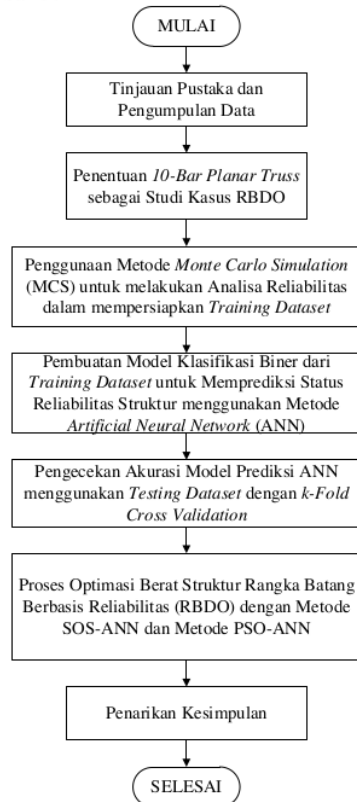 MULAI
Tinjauan Pustaka dan
Pengumpulan Data
Penentuan 10-Bar Planar Truss
sebagai Studi Kasus RBDO
Penggunaan Metode Monte Carlo Simulation
(MCS) untuk melakukan Analisa Reliabilitas
dalam mempersiapkan Training Dataset
Pembuatan Model Klasifikasi Biner dari
Training Dataset untuk Memprediksi Status
Reliabilitas Struktur menggunakan Metode
Artificial Neural Network (ANN)
Pengecekan Akurasi Model Prediksi ANN
menggunakan Testing Dataset dengan k-Fold
Cross Validation
Proses Optimasi Berat Struktur Rangka Batang
Berbasis Reliabilitas (RBDO) dengan Metode
SOS-ANN dan Metode PSO-ANN
Penarikan Kesimpulan
SELESAI